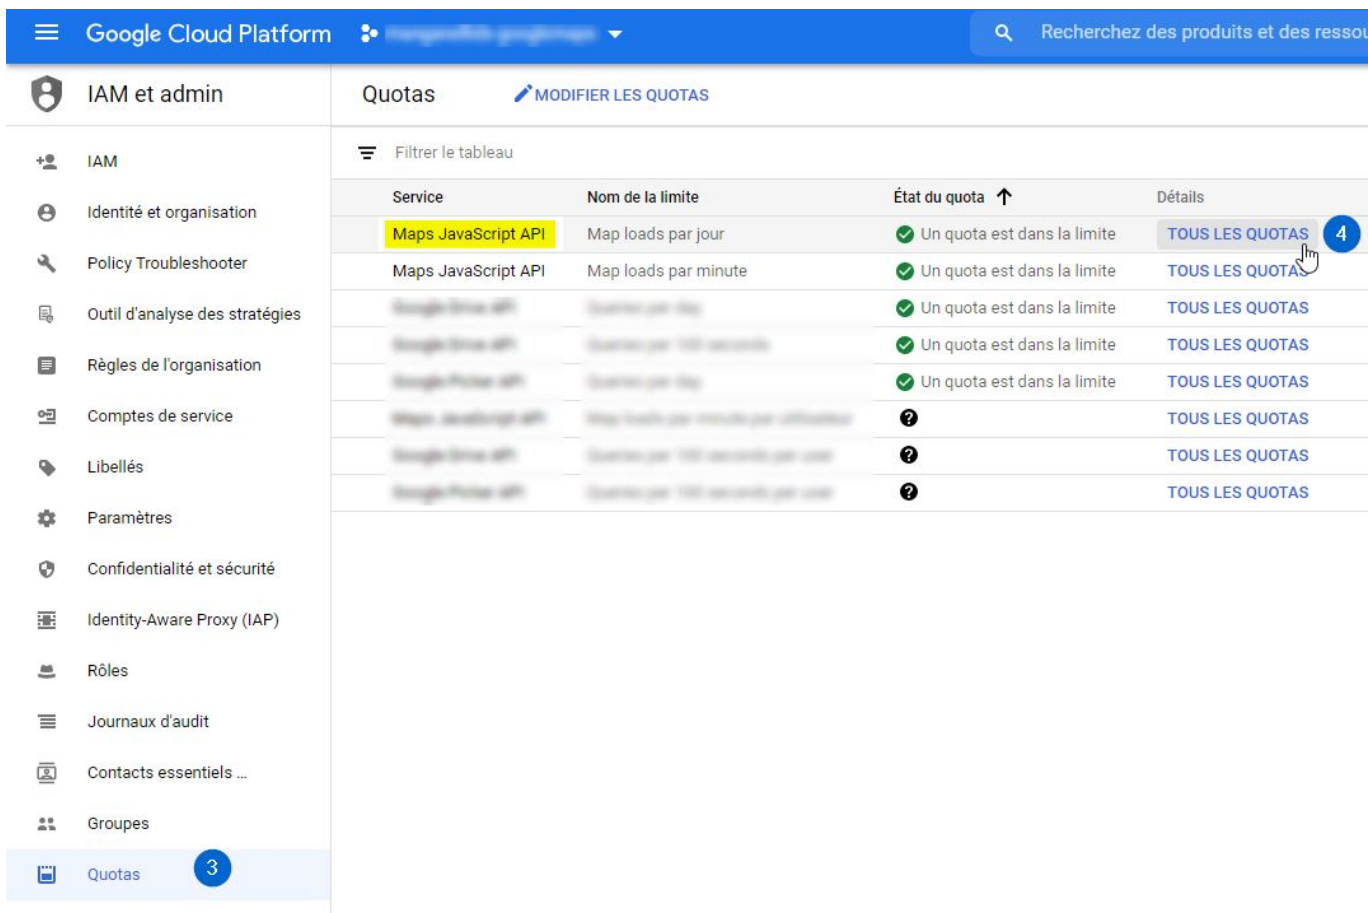 Google Cloud Platform
Recherchez des produits et des ressou
IAM et admin
Quotas
MODIFIER LES QUOTAS
IAM
Identité et organisation
Policy Troubleshooter
Outil d'analyse des stratégies
Règles de l'organisation
Comptes de service
Libellés
Paramètres
Confidentialité et sécurité
Identity-Aware Proxy (IAP)
Rôles
Journaux d'audit
Contacts essentiels ...
Groupes
Quotas 3
Filtrer le tableau
Service Nom de la limite État du quota Détails
Maps JavaScript API Map loads par jour Un quota est dans la limite TOUS LES QUOTAS 4
Maps JavaScript API Map loads par minute Un quota est dans la limite TOUS LES QUOTAS
Un quota est dans la limite TOUS LES QUOTAS
Un quota est dans la limite TOUS LES QUOTAS
Un quota est dans la limite TOUS LES QUOTAS
TOUS LES QUOTAS
TOUS LES QUOTAS
TOUS LES QUOTAS